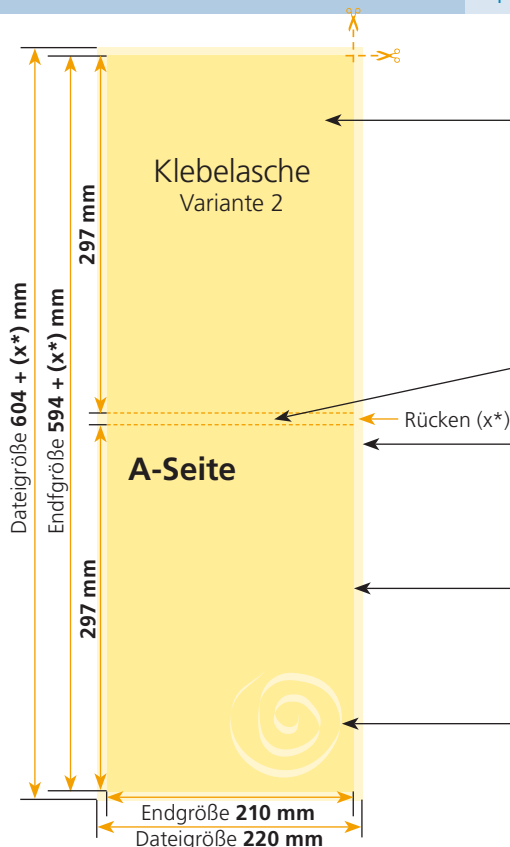 Klebelasche
Variante 2
297 mm
Dateigröße 604 + (x*) mm
Endfgröße 594 + (x*) mm
Rücken (x*)
A-Seite
297 mm
Endgröße 210 mm
Dateigröße 220 mm